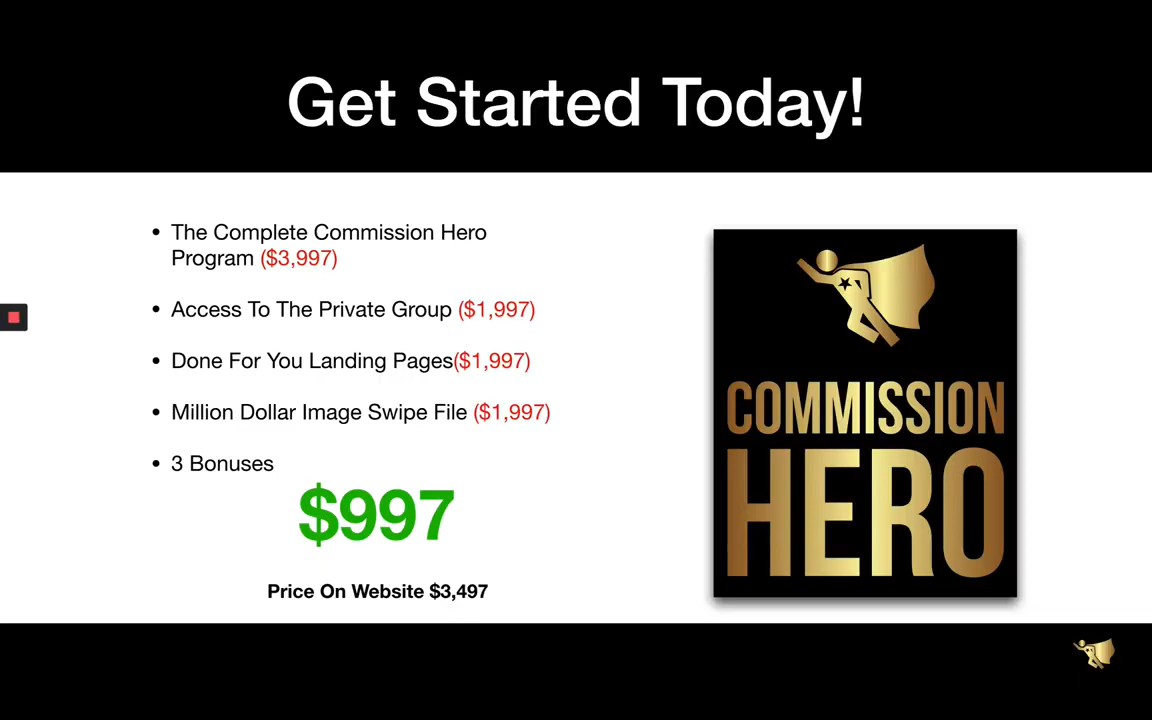 Get Started Today!
• The Complete Commission Hero
Program ($3,997)
• Access To The Private Group ($1,997)
• Done For You Landing Pages($1,997)
• Million Dollar Image Swipe File ($1,997)
• 3 Bonuses
$997
Price On Website $3,497
COMMISSION
HERO